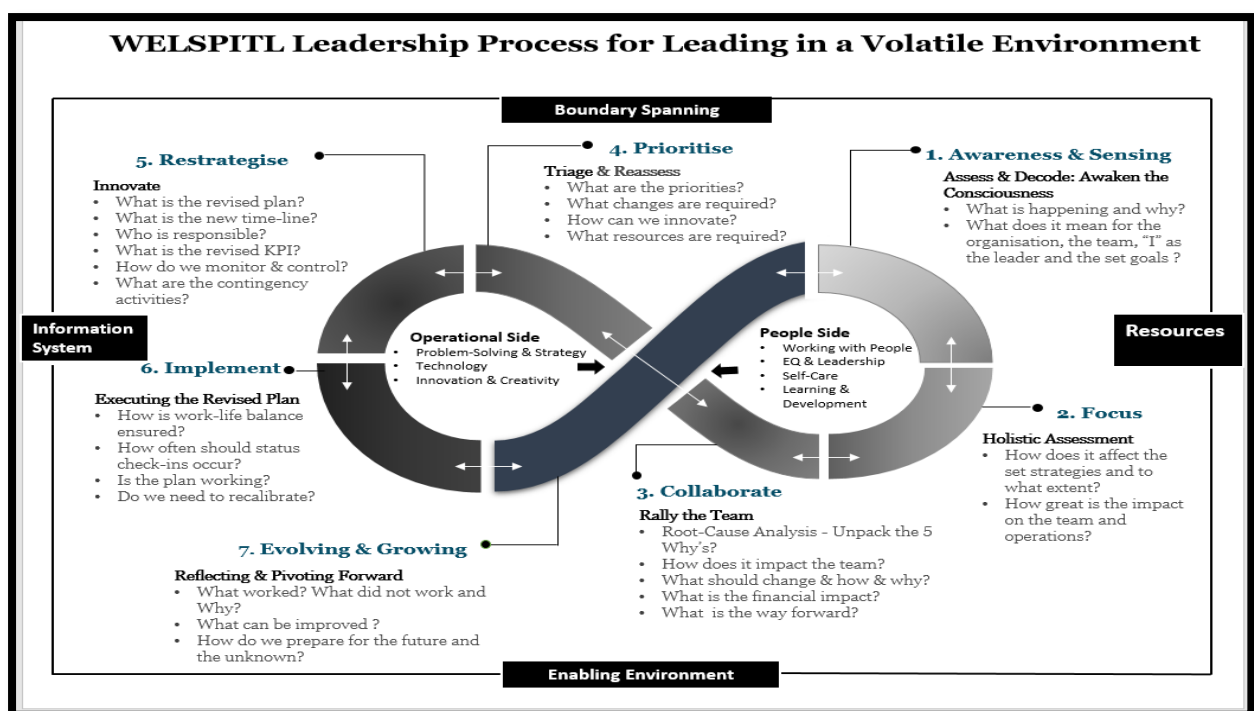 WELSPITL Leadership Process for Leading in a Volatile Environment
Boundary Spanning
1. Awareness & Sensing
Assess & Decode: Awaken the
Consciousness
• What is happening and why?
• What does it mean for the
organisation, the team, “I” as
the leader and the set goals ?
Resources
2. Focus
Holistic Assessment
• How does it affect the
set strategies and to
what extent?
• How great is the impact
on the team and
operations?
People Side
• Working with People
• EQ & Leadership
• Self-Care
• Learning &
Development
3. Collaborate
Rally the Team
• Root-Cause Analysis - Unpack the 5
Why's?
• How does it impact the team?
• What should change & how & why?
• What is the financial impact?
• What is the way forward?
4. Prioritise
Triage & Reassess
• What are the priorities?
• What changes are required?
• How can we innovate?
• What resources are required?
5. Restrategise
Innovate
• What is the revised plan?
• What is the new time-line?
• Who is responsible?
• What is the revised KPI?
• How do we monitor & control?
• What are the contingency
activities?
Operational Side
• Problem-Solving & Strategy
• Technology
• Innovation & Creativity
Information
System
6. Implement
Executing the Revised Plan
• How is work-life balance
ensured?
• How often should status
check-ins occur?
• Is the plan working?
• Do we need to recalibrate?
7. Evolving & Growing
Reflecting & Pivoting Forward
• What worked? What did not work and
Why?
• What can be improved ?
• How do we prepare for the future and
the unknown?
Enabling Environment